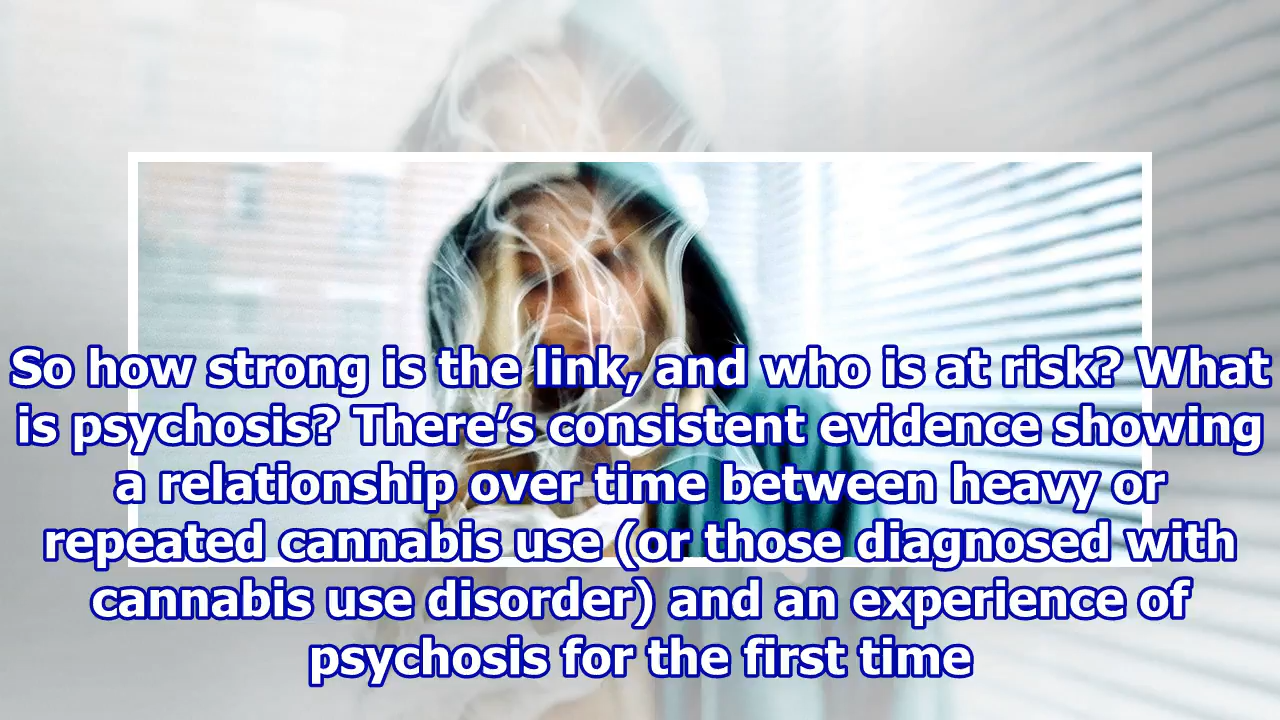 So how strong is the link, and who is at risk? What
is psychosis? There’s consistent evidence showing
a relationship over time between heavy or
repeated cannabis use (or those diagnosed with
cannabis use disorder) and an experience of
psychosis for the first time